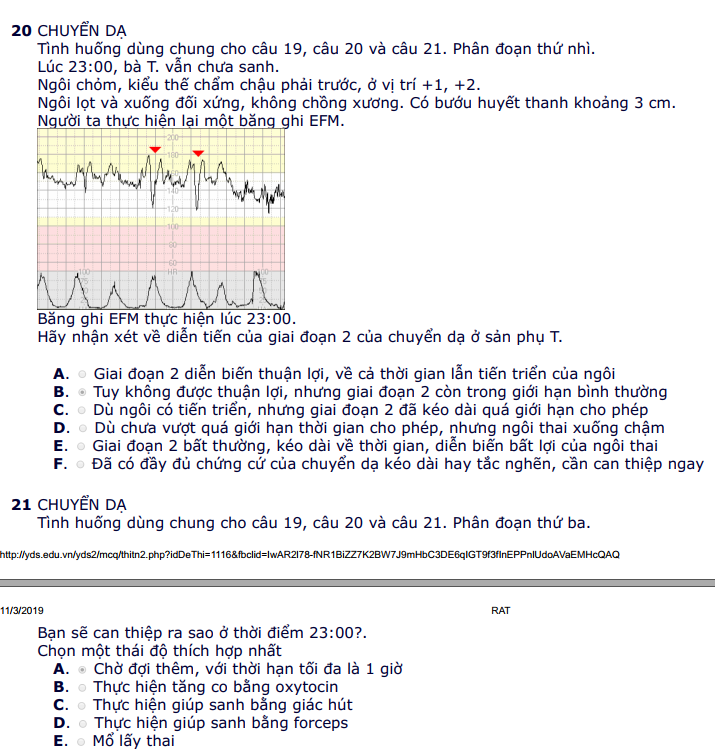 20 CHUYỂN DẠ
Tình huống dùng chung cho câu 19, câu 20 và câu 21. Phân đoạn thứ nhì.
Lúc 23:00, bà T. vẫn chưa sanh.
Ngôi chỏm, kiểu thế chẩm chậu phải trước, ở vị trí +1, +2.
Ngôi lọt và xuống đối xứng, không chồng xương. Có bướu huyết thanh khoảng 3 cm.
Người ta thực hiện lại một băng ghi EFM.
200
180
140
120
100
80
60
100
HR
100
Băng ghi EFM thực hiện lúc 23:00.
Hãy nhận xét về diễn tiến của giai đoạn 2 của chuyển dạ ở sản phụ T.
A. Giai đoạn 2 diễn biến thuận lợi, về cả thời gian lẫn tiến triển của ngôi
B. Tuy không được thuận lợi, nhưng giai đoạn 2 còn trong giới hạn bình thường
C. Dù ngôi có tiến triển, nhưng giai đoạn 2 đã kéo dài quá giới hạn cho phép
D. Dù chưa vượt quá giới hạn thời gian cho phép, nhưng ngôi thai xuống chậm
E. Giai đoạn 2 bất thường, kéo dài về thời gian, diễn biến bất lợi của ngôi thai
F. Đã có đầy đủ chứng cứ của chuyển dạ kéo dài hay tắc nghẽn, cần can thiệp ngay
21 CHUYỂN DẠ
Tình huống dùng chung cho câu 19, câu 20 và câu 21. Phân đoạn thứ ba.
http://yds.edu.vn/yds2/mcq/thitn2.php?idDeThi=1116&fbclid=IwAR2I78-fNR1BiZZ7K2BW7J9mHbC3DE6qIGT9f3fInEPPnIUdoAVaEMHcQAQ
11/3/2019 RAT
Bạn sẽ can thiệp ra sao ở thời điểm 23:00?.
Chọn một thái độ thích hợp nhất
A. Chờ đợi thêm, với thời hạn tối đa là 1 giờ
B. Thực hiện tăng co bằng oxytocin
C. Thực hiện giúp sanh bằng giác hút
D. Thực hiện giúp sanh bằng forceps
E. Mổ lấy thai